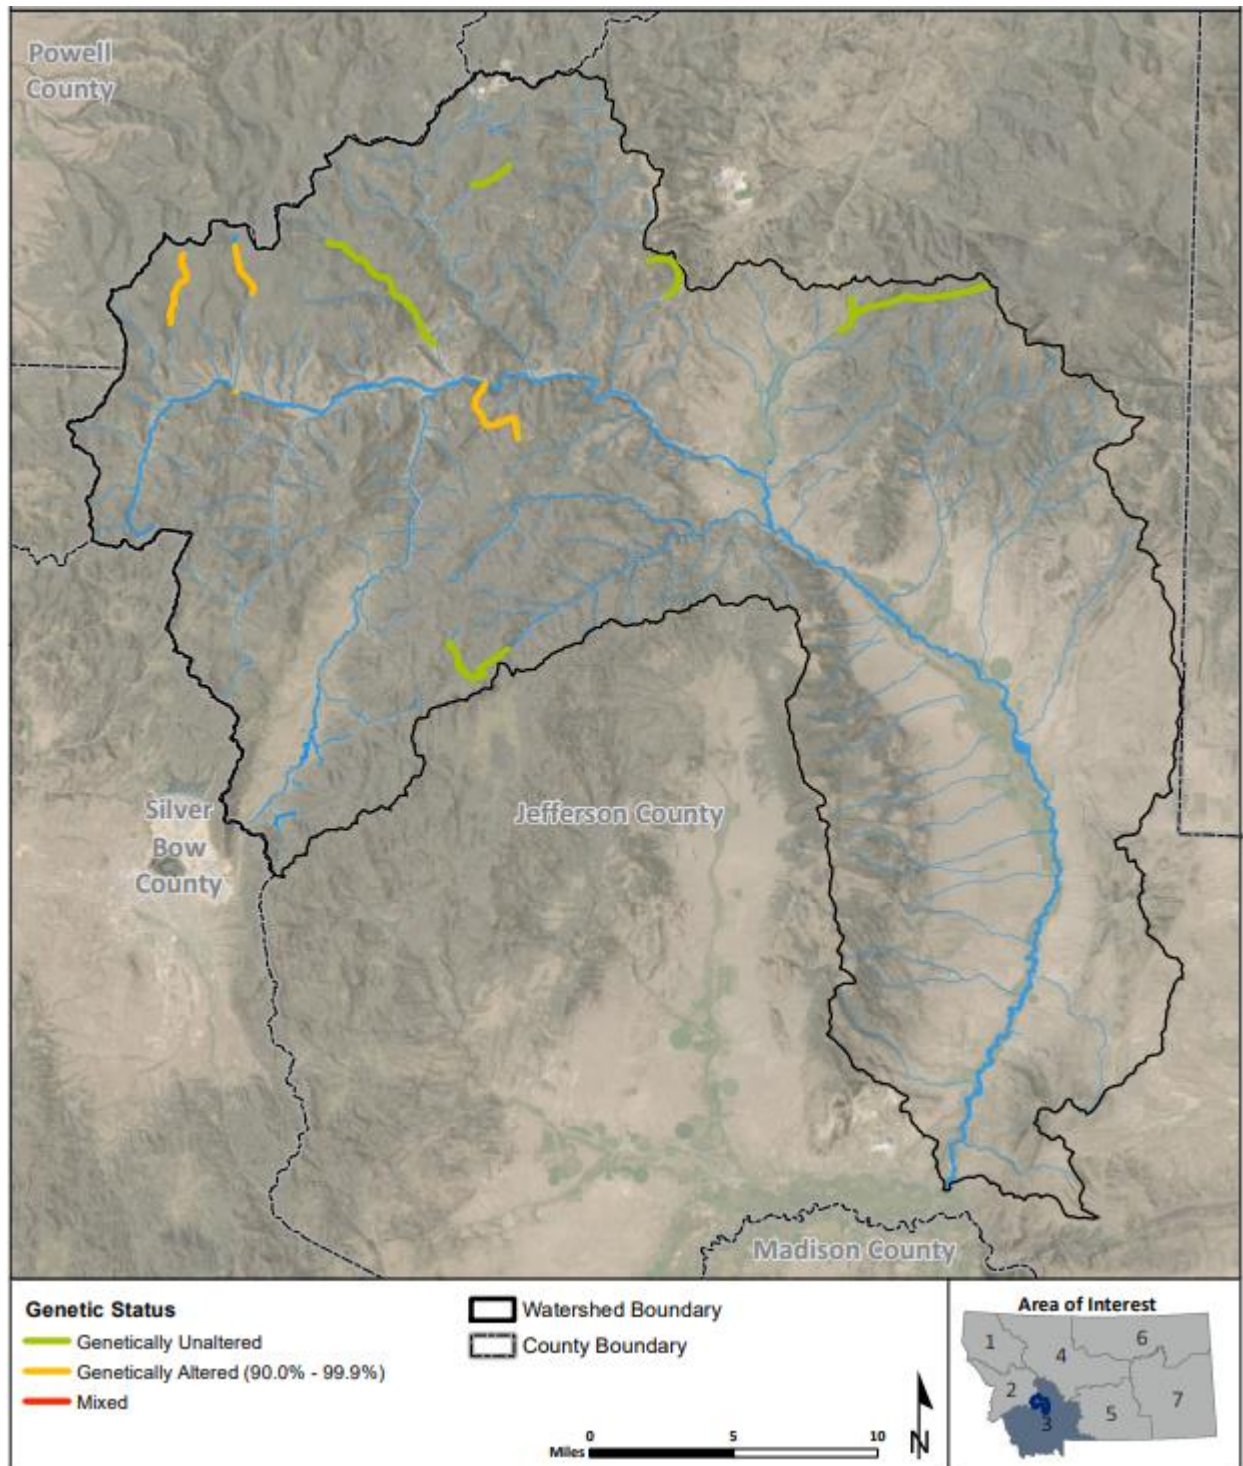 Powell
County
Silver
Bow
County
Jefferson County
Madison County
Genetic Status
Genetically Unaltered
Genetically Altered (90.0% - 99.9%)
Mixed
Watershed Boundary
County Boundary
0 5 10
Miles
N
Area of Interest
1
2
3
4
5
6
7